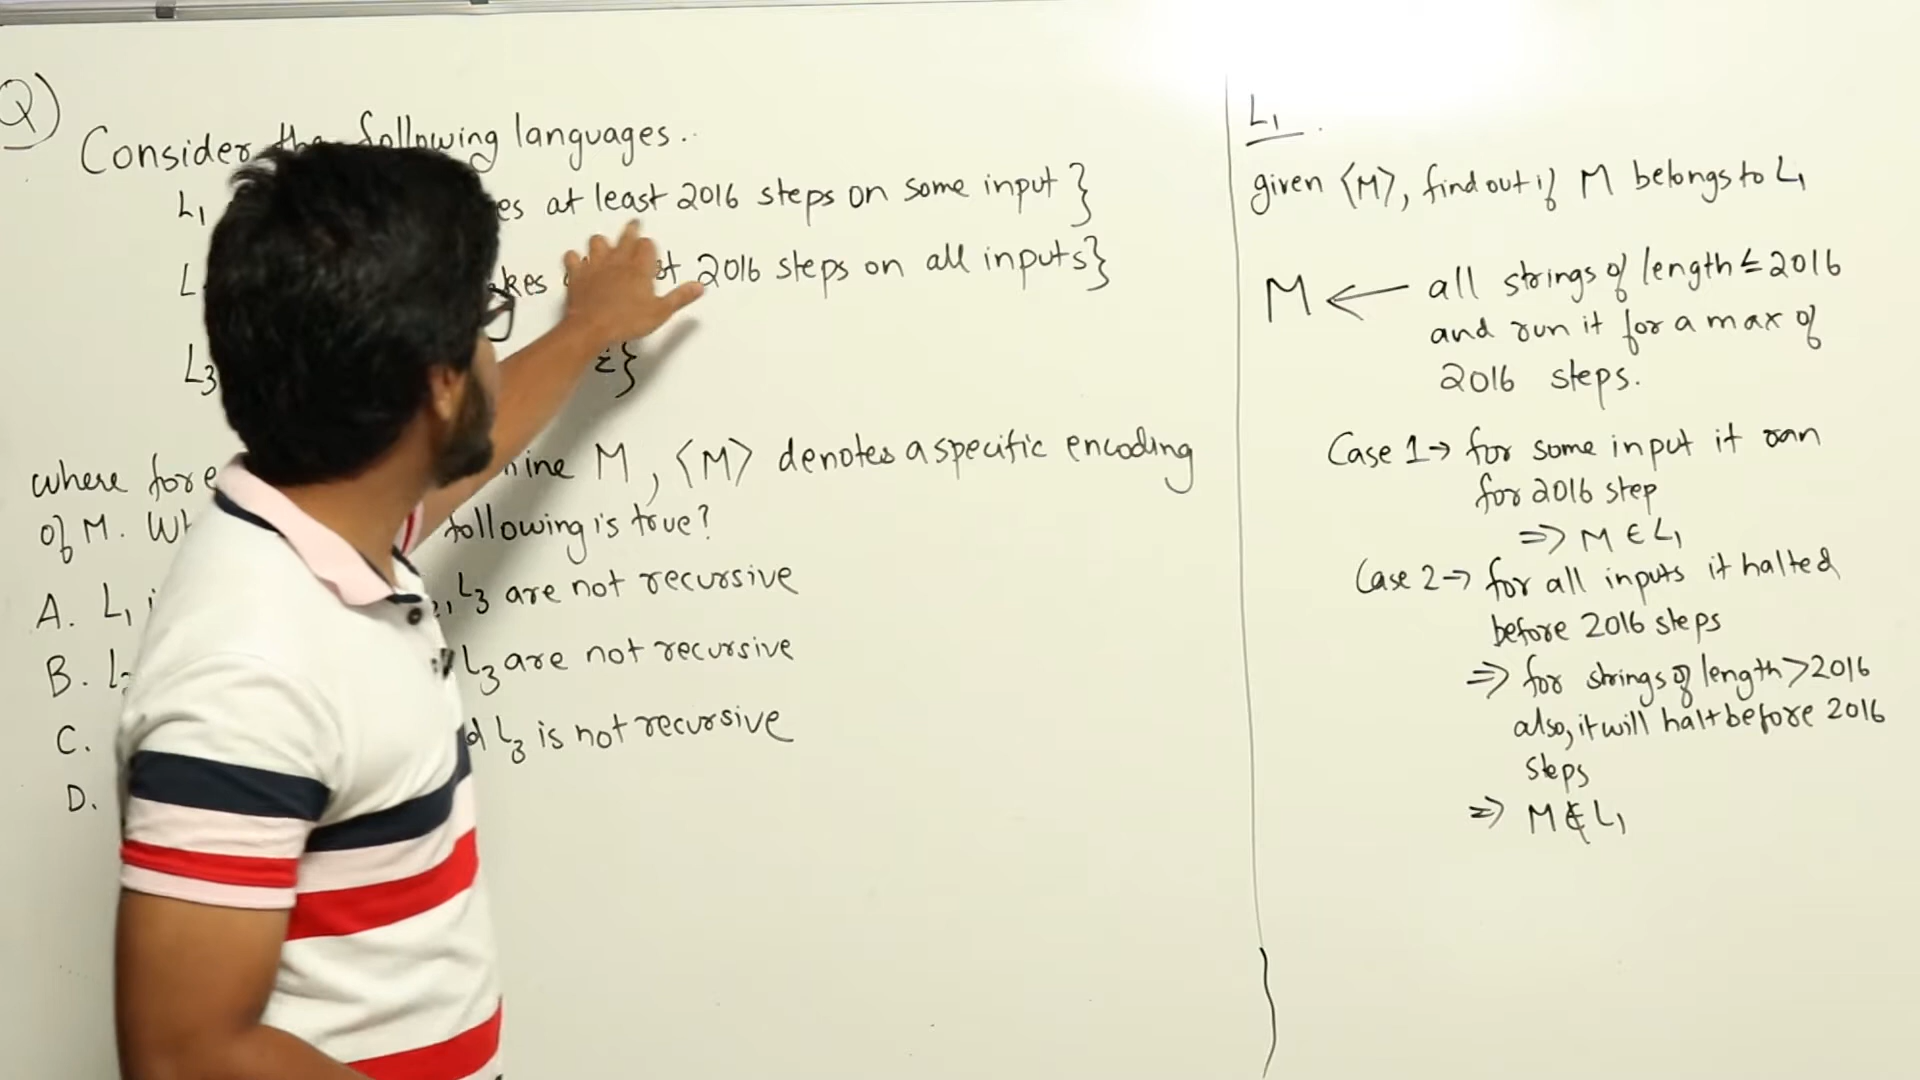 Q)
Consider the following languages..
L₁ es at least 2016 steps on some input }
L kes st 2016 steps on all inputs}
L₃ ε}
where for e hine M, ⟨M⟩ denotes a specific encoding
of M. Wh following is true?
A. L₁ i L₃ are not recursive
B. L₂ L₃ are not recursive
C. d L₃ is not recursive
D.
L₁ .
given ⟨M⟩, find out if M belongs to L₁
M ← all strings of length ≤ 2016
and run it for a max of
2016 steps.
Case 1 → for some input it ran
for 2016 step
⇒ M ∈ L₁
Case 2 → for all inputs it halted
before 2016 steps
⇒ for strings of length > 2016
also, it will halt before 2016
steps
⇒ M ∉ L₁